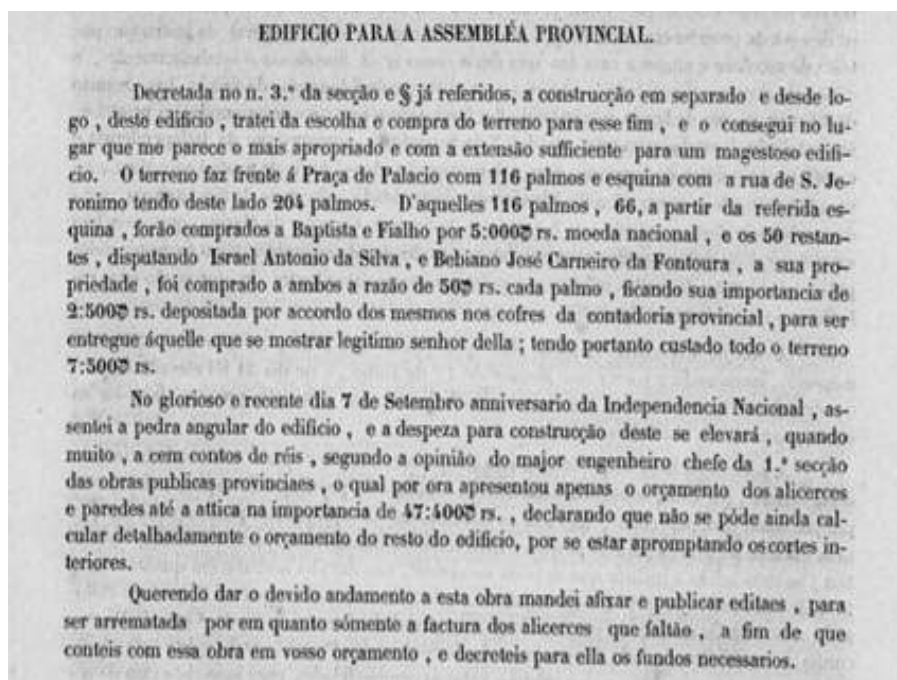 EDIFICIO PARA A ASSEMBLÉA PROVINCIAL.
Decretada no n. 3.º da secção e § já referidos, a construcção em separado e desde lo-
go , deste edificio , tratei da escolha e compra do terreno para esse fim , e o consegui no lu-
gar que me parece o mais apropriado e com a extensão sufficiente para um magestoso edifi-
cio. O terreno faz frente á Praça de Palacio com 116 palmos e esquina com a rua de S. Je-
ronimo tendo deste lado 204 palmos. D'aquelles 116 palmos , 66, a partir da referida es-
quina , forão comprados a Baptista e Fialho por 5:000$ rs. moeda nacional , e os 50 restan-
tes , disputando Israel Antonio da Silva , e Bebiano José Carneiro da Fontoura , a sua pro-
priedade , foi comprado a ambos a razão de 50$ rs. cada palmo , ficando sua importancia de
2:500$ rs. depositada por accordo dos mesmos nos cofres da contadoria provincial , para ser
entregue áquelle que se mostrar legitimo senhor della ; tendo portanto custado todo o terreno
7:500$ rs.
No glorioso e recente dia 7 de Setembro anniversario da Independencia Nacional , as-
sentei a pedra angular do edificio , e a despeza para construcção deste se elevará , quando
muito , a cem contos de réis , segundo a opinião do major engenheiro chefe da 1.ª secção
das obras publicas provinciaes , o qual por ora apresentou apenas o orçamento dos alicerces
e paredes até a attica na importancia de 47:400$ rs. , declarando que não se póde ainda cal-
cular detalhadamente o orçamento do resto do edificio, por se estar apromptando os cortes in-
teriores.
Querendo dar o devido andamento a esta obra mandei afixar e publicar editaes , para
ser arrematada por em quanto sómente a factura dos alicerces que faltão , a fim de que
conteis com essa obra em vosso orçamento , e decreteis para ella os fundos necessarios.